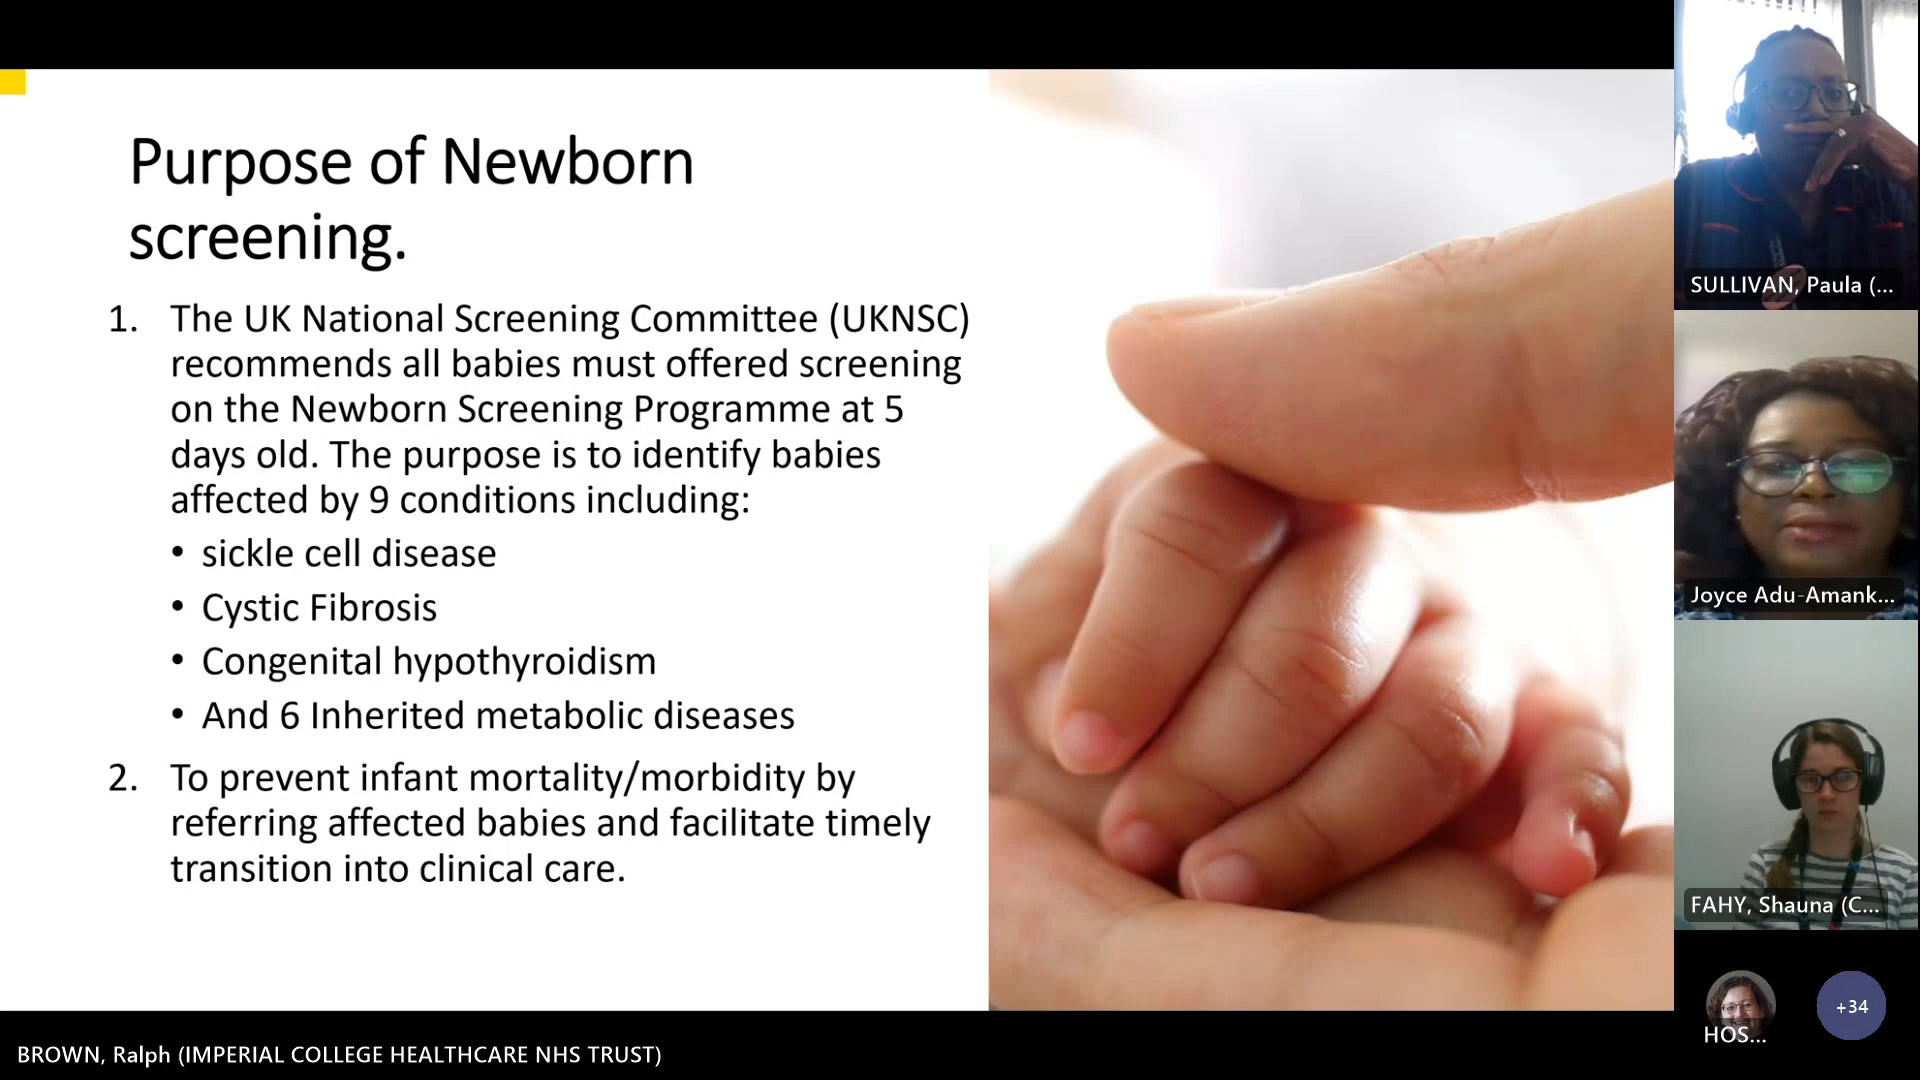 Purpose of Newborn
screening.
1. The UK National Screening Committee (UKNSC)
recommends all babies must offered screening
on the Newborn Screening Programme at 5
days old. The purpose is to identify babies
affected by 9 conditions including:
• sickle cell disease
• Cystic Fibrosis
• Congenital hypothyroidism
• And 6 Inherited metabolic diseases
2. To prevent infant mortality/morbidity by
referring affected babies and facilitate timely
transition into clinical care.
SULLIVAN, Paula (...
Joyce Adu-Amank...
FAHY, Shauna (C...
HOS...
+34
BROWN, Ralph (IMPERIAL COLLEGE HEALTHCARE NHS TRUST)